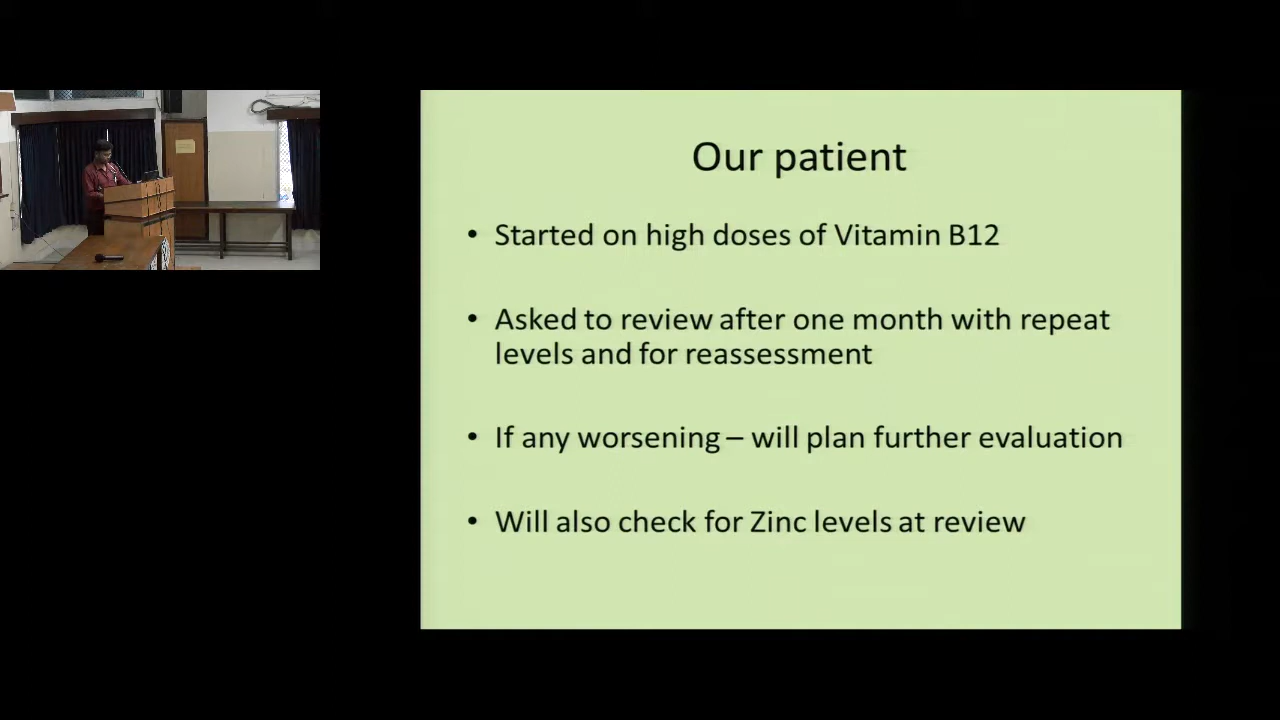 Our patient
• Started on high doses of Vitamin B12
• Asked to review after one month with repeat
levels and for reassessment
• If any worsening – will plan further evaluation
• Will also check for Zinc levels at review